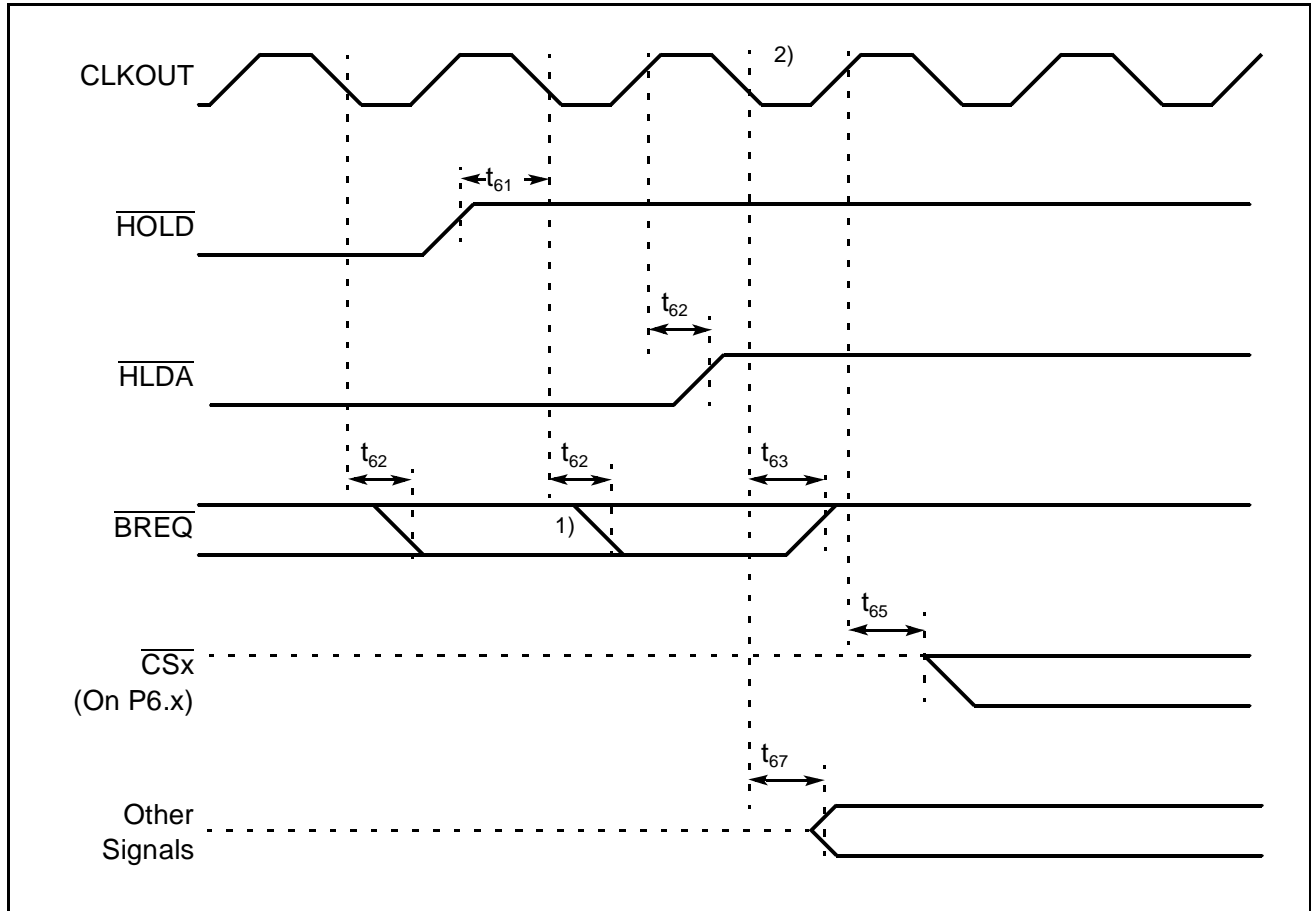 CLKOUT
2)
t61
HOLD
t62
HLDA
t62
t62
t63
BREQ
1)
t65
CSx
(On P6.x)
t67
Other
Signals